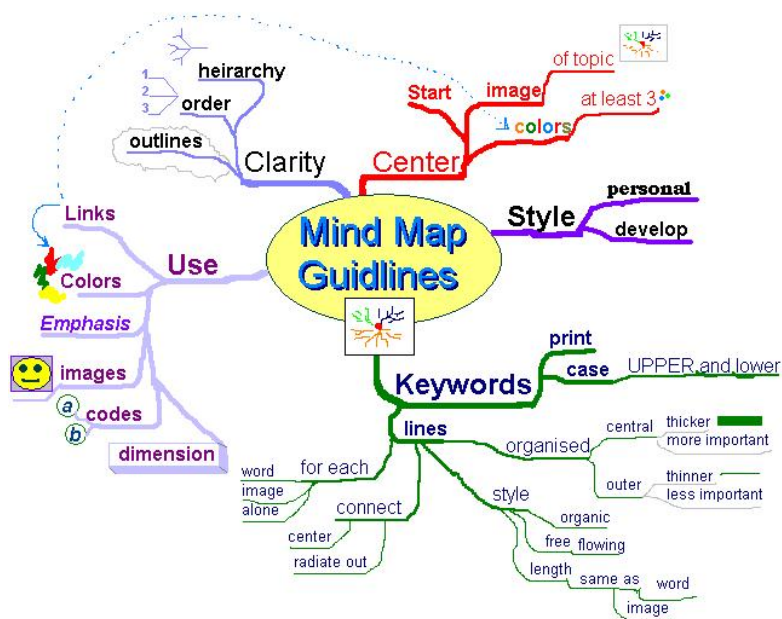 Mind Map
Guidlines
Center
Start
image
of topic
colors
at least 3
Style
personal
develop
Keywords
print
case
UPPER and lower
lines
organised
central
thicker
more important
outer
thinner
less important
style
organic
free flowing
length
same as
word
image
connect
center
radiate out
for each
word
image
alone
Use
Links
Colors
Emphasis
images
codes
a
b
dimension
Clarity
heirarchy
order
1
2
3
outlines